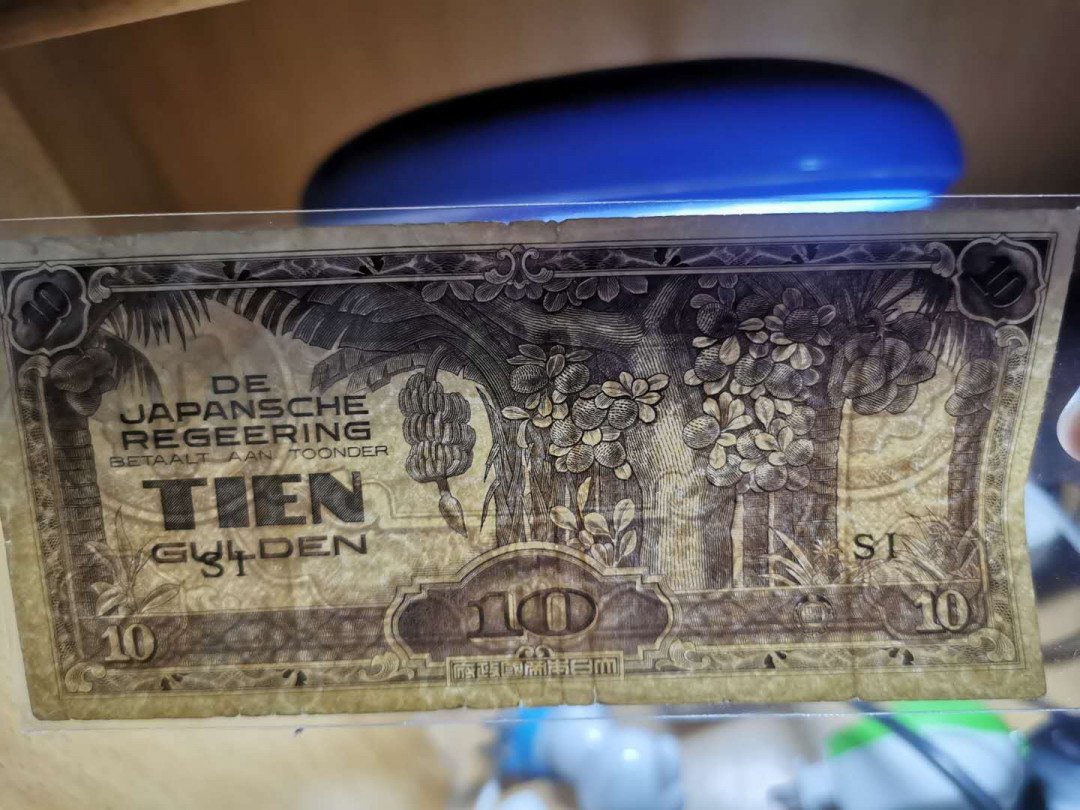 10 10
DE
JAPANSCHE
REGEERING
BETAALT AAN TOONDER
TIEN
GULDEN
SI SI
10 10 10
府政國帝本日大